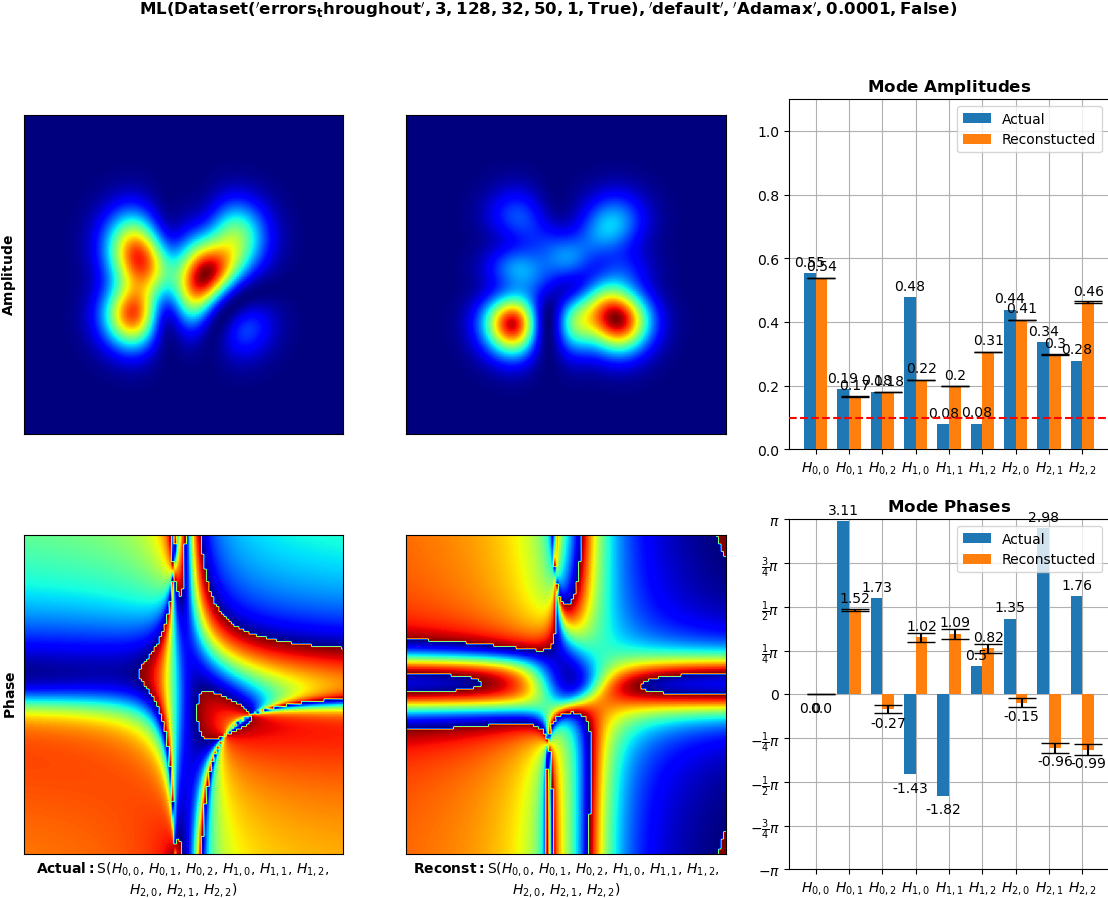 ML(Dataset('errors_throughout', 3, 128, 32, 50, 1, True), 'default', 'Adamax', 0.0001, False)
Amplitude
Mode Amplitudes
Actual
Reconstucted
1.0
0.8
0.6
0.4
0.2
0.0
0.55
0.54
0.19
0.17
0.18
0.18
0.48
0.22
0.08
0.2
0.08
0.31
0.44
0.41
0.34
0.3
0.28
0.46
H0,0 H0,1 H0,2 H1,0 H1,1 H1,2 H2,0 H2,1 H2,2
Phase
Actual: S(H0,0, H0,1, H0,2, H1,0, H1,1, H1,2,
H2,0, H2,1, H2,2)
Reconst: S(H0,0, H0,1, H0,2, H1,0, H1,1, H1,2,
H2,0, H2,1, H2,2)
Mode Phases
Actual
Reconstucted
π
3/4π
1/2π
1/4π
0
−1/4π
−1/2π
−3/4π
−π
0.0
0.0
3.11
1.52
1.73
-0.27
-1.43
1.02
-1.82
1.09
0.5
0.82
1.35
-0.15
2.98
-0.96
1.76
-0.99
H0,0 H0,1 H0,2 H1,0 H1,1 H1,2 H2,0 H2,1 H2,2